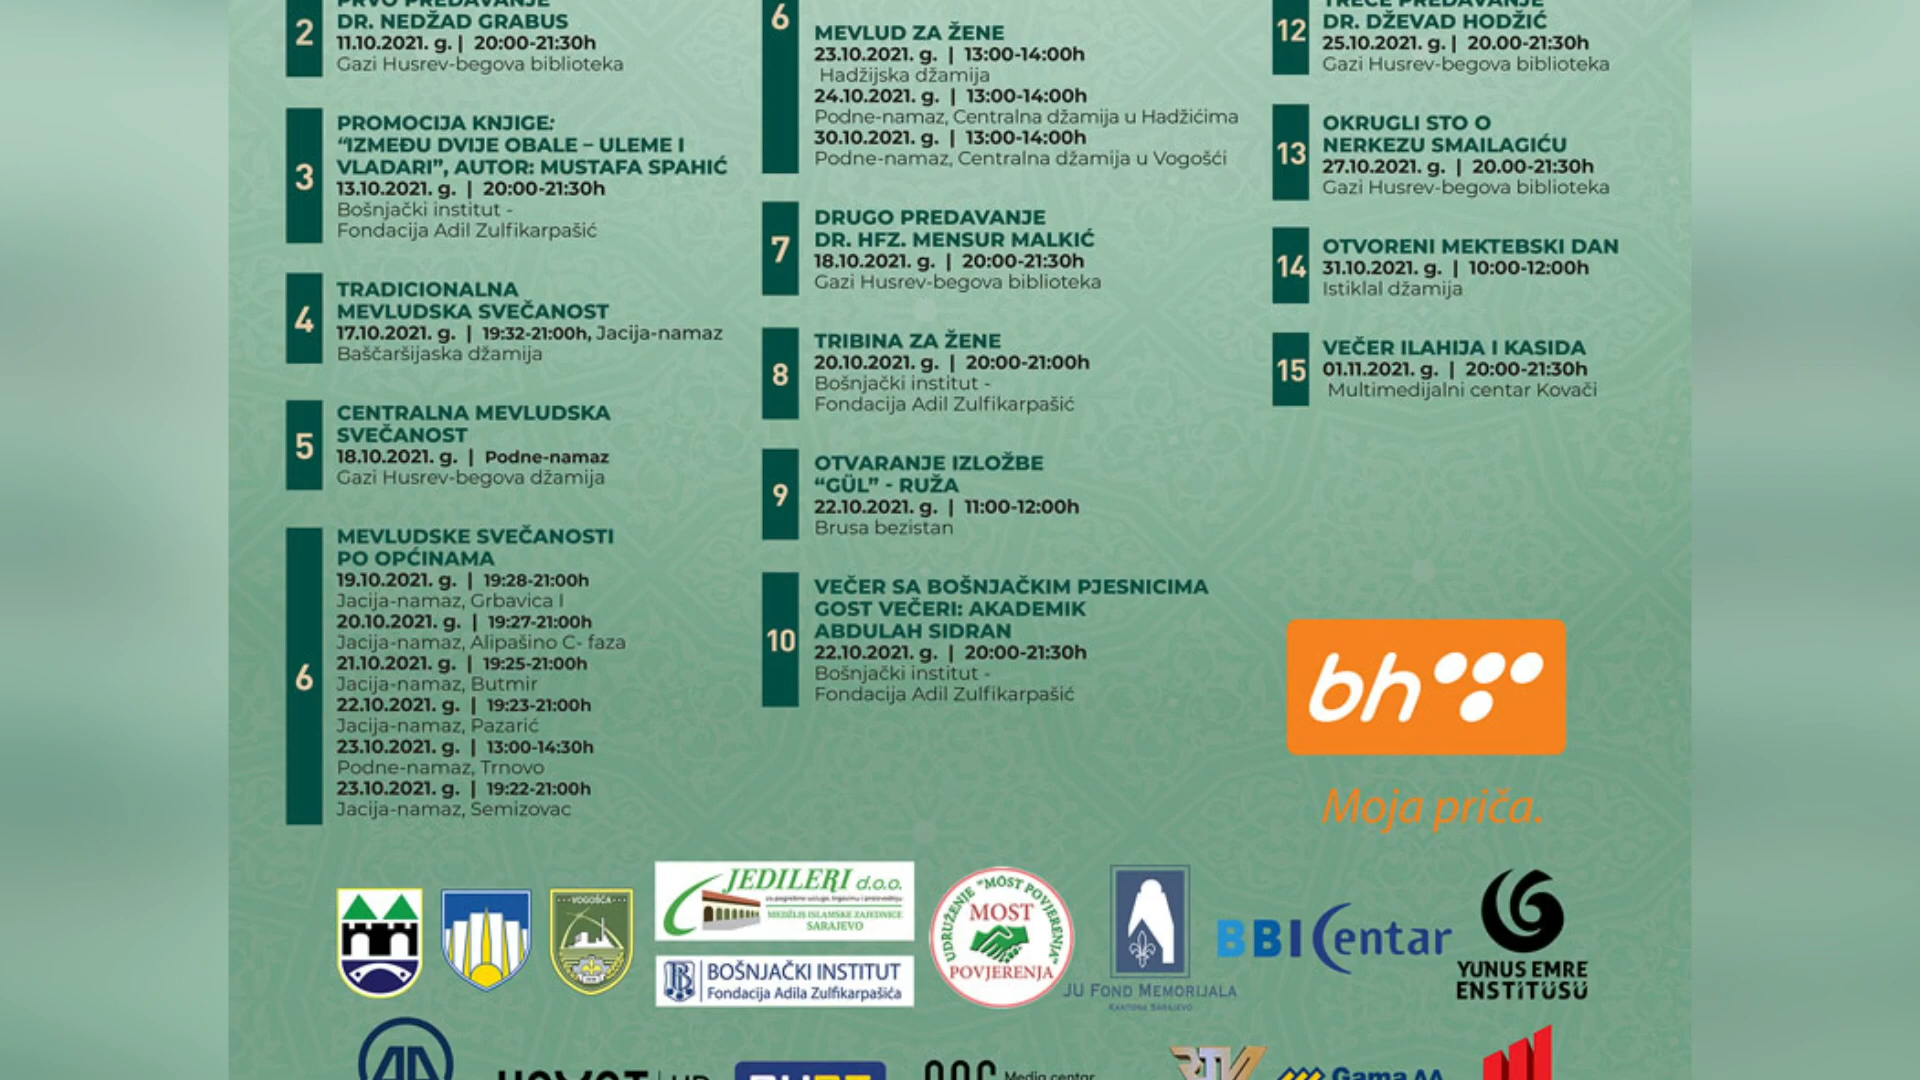 2
PRVO PREDAVANJE
DR. NEDŽAD GRABUS
11.10.2021. g. | 20:00-21:30h
Gazi Husrev-begova biblioteka
3
PROMOCIJA KNJIGE:
“IZMEĐU DVIJE OBALE – ULEME I
VLADARI”, AUTOR: MUSTAFA SPAHIĆ
13.10.2021. g. | 20:00-21:30h
Bošnjački institut -
Fondacija Adil Zulfikarpašić
4
TRADICIONALNA
MEVLUDSKA SVEČANOST
17.10.2021. g. | 19:32-21:00h, Jacija-namaz
Baščaršijaska džamija
5
CENTRALNA MEVLUDSKA
SVEČANOST
18.10.2021. g. | Podne-namaz
Gazi Husrev-begova džamija
6
MEVLUDSKE SVEČANOSTI
PO OPĆINAMA
19.10.2021. g. | 19:28-21:00h
Jacija-namaz, Grbavica I
20.10.2021. g. | 19:27-21:00h
Jacija-namaz, Alipašino C- faza
21.10.2021. g. | 19:25-21:00h
Jacija-namaz, Butmir
22.10.2021. g. | 19:23-21:00h
Jacija-namaz, Pazarić
23.10.2021. g. | 13:00-14:30h
Podne-namaz, Trnovo
23.10.2021. g. | 19:22-21:00h
Jacija-namaz, Semizovac
6
MEVLUD ZA ŽENE
23.10.2021. g. | 13:00-14:00h
Hadžijska džamija
24.10.2021. g. | 13:00-14:00h
Podne-namaz, Centralna džamija u Hadžićima
30.10.2021. g. | 13:00-14:00h
Podne-namaz, Centralna džamija u Vogošći
7
DRUGO PREDAVANJE
DR. HFZ. MENSUR MALKIĆ
18.10.2021. g. | 20:00-21:30h
Gazi Husrev-begova biblioteka
8
TRIBINA ZA ŽENE
20.10.2021. g. | 20:00-21:00h
Bošnjački institut -
Fondacija Adil Zulfikarpašić
9
OTVARANJE IZLOŽBE
“GÜL” - RUŽA
22.10.2021. g. | 11:00-12:00h
Brusa bezistan
10
VEČER SA BOŠNJAČKIM PJESNICIMA
GOST VEČERI: AKADEMIK
ABDULAH SIDRAN
22.10.2021. g. | 20:00-21:30h
Bošnjački institut -
Fondacija Adil Zulfikarpašić
12
TREĆE PREDAVANJE
DR. DŽEVAD HODŽIĆ
25.10.2021. g. | 20.00-21:30h
Gazi Husrev-begova biblioteka
13
OKRUGLI STO O
NERKEZU SMAILAGIĆU
27.10.2021. g. | 20.00-21:30h
Gazi Husrev-begova biblioteka
14
OTVORENI MEKTEBSKI DAN
31.10.2021. g. | 10:00-12:00h
Istiklal džamija
15
VEČER ILAHIJA I KASIDA
01.11.2021. g. | 20:00-21:30h
Multimedijalni centar Kovači
bh
Moja priča.
VOGOŠĆA
JEDILERI d.o.o.
MEDŽLIS ISLAMSKE ZAJEDNICE
SARAJEVO
BOŠNJAČKI INSTITUT
Fondacija Adila Zulfikarpašića
UDRUŽENJE "MOST POVJERENJA"
MOST
POVJERENJA
JU FOND MEMORIJALA
KANTONA SARAJEVO
BBI Centar
YUNUS EMRE
ENSTİTÜSÜ
Media centar
RTV
Gama AA